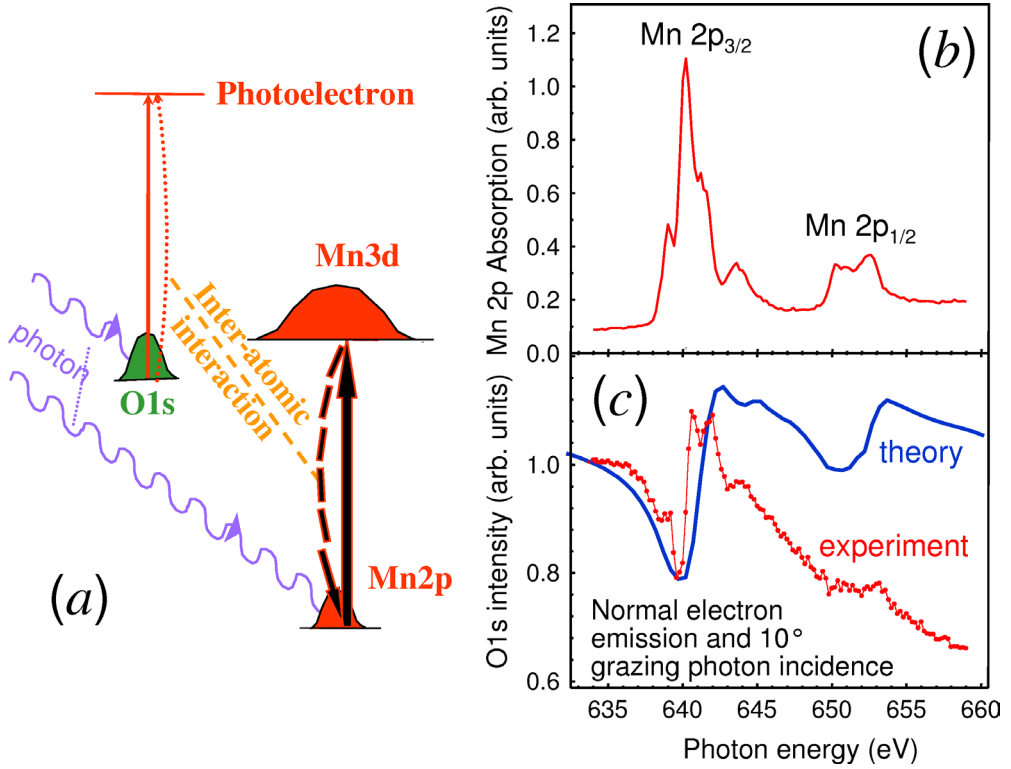 Photoelectron
Mn3d
Inter-atomic
interaction
photon
O1s
Mn2p
(a)
Mn 2p3/2
(b)
Mn 2p1/2
Mn 2p Absorption (arb. units)
1.2
1.0
0.8
0.6
0.4
0.2
0.0
(c)
theory
experiment
Normal electron
emission and 10°
grazing photon incidence
O1s intensity (arb. units)
1.0
0.8
0.6
635 640 645 650 655 660
Photon energy (eV)